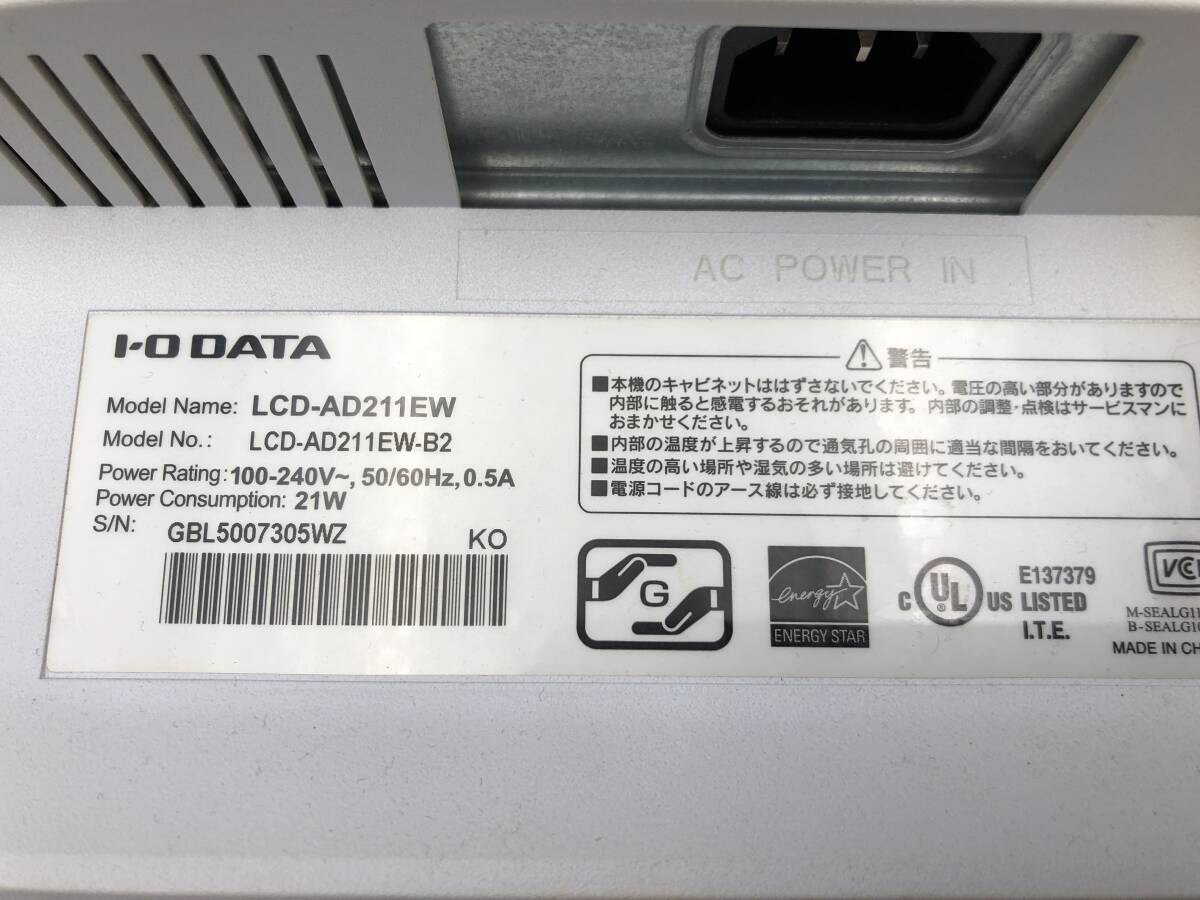 AC POWER IN
I-O DATA
Model Name: LCD-AD211EW
Model No.: LCD-AD211EW-B2
Power Rating: 100-240V~, 50/60Hz, 0.5A
Power Consumption: 21W
S/N: GBL5007305WZ KO
警告
■本機のキャビネットははずさないでください。電圧の高い部分がありますので
内部に触ると感電するおそれがあります。内部の調整・点検はサービスマンに
おまかせください。
■内部の温度が上昇するので通気孔の周囲に適当な間隔をおいてください。
■温度の高い場所や湿気の多い場所は避けてください。
■電源コードのアース線は必ず接地してください。
G
energy
ENERGY STAR
C UL ® US LISTED
E137379
I.T.E.
VCCI
MADE IN